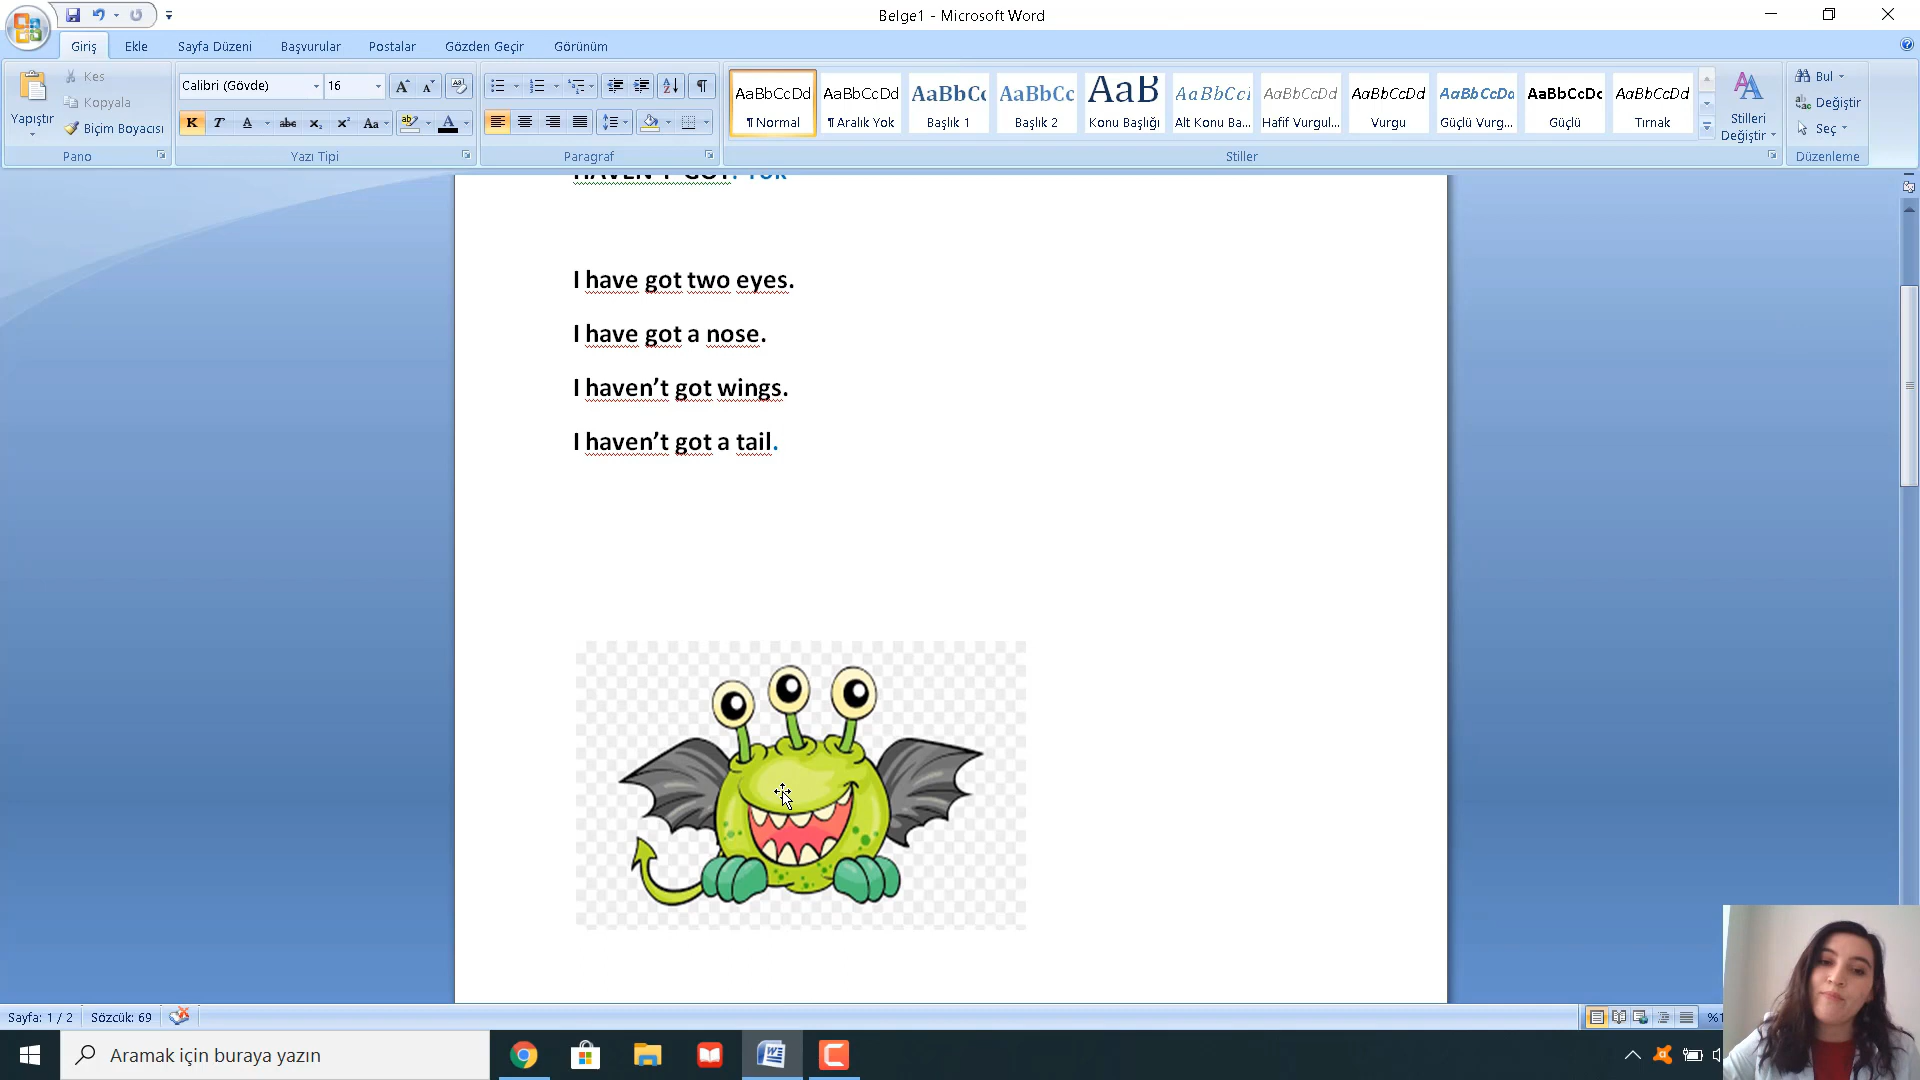 Belge1 - Microsoft Word
Giriş Ekle Sayfa Düzeni Başvurular Postalar Gözden Geçir Görünüm
Yapıştır
Kes
Kopyala
Biçim Boyacısı
Pano
Calibri (Gövde) 16
K T A abc x₂ x² Aa
Yazı Tipi
Paragraf
AaBbCcDd AaBbCcDd AaBbCc AaBbCc AaB AaBbCcI AaBbCcDd AaBbCcDd AaBbCcDd AaBbCcDc AaBbCcDd
¶ Normal ¶ Aralık Yok Başlık 1 Başlık 2 Konu Başlığı Alt Konu Ba... Hafif Vurgul... Vurgu Güçlü Vurg... Güçlü Tırnak
Stiller
Stilleri
Değiştir
Bul
Değiştir
Seç
Düzenleme
HAVEN'T GOT: Yok
I have got two eyes.
I have got a nose.
I haven't got wings.
I haven't got a tail.
Sayfa: 1 / 2 Sözcük: 69
Aramak için buraya yazın